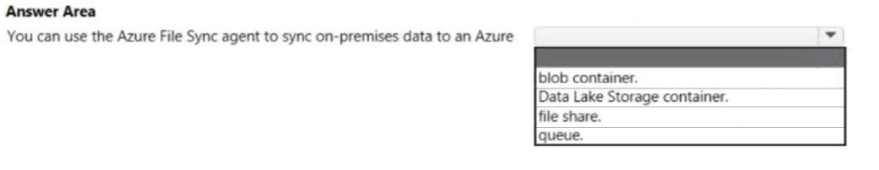 Answer Area
You can use the Azure File Sync agent to sync on-premises data to an Azure
blob container.
Data Lake Storage container.
file share.
queue.